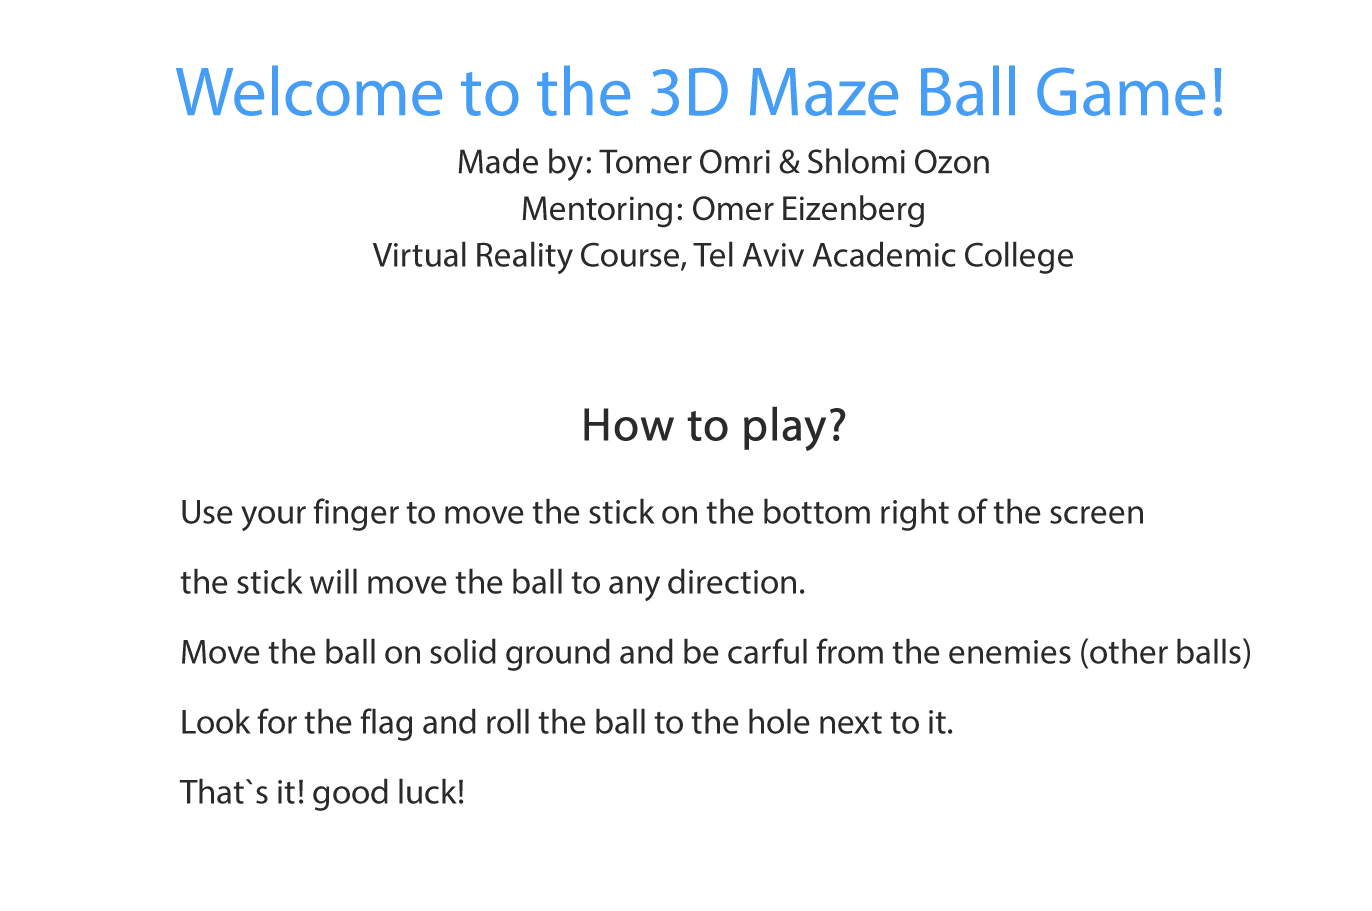 Welcome to the 3D Maze Ball Game!
Made by: Tomer Omri & Shlomi Ozon
Mentoring: Omer Eizenberg
Virtual Reality Course, Tel Aviv Academic College
How to play?
Use your finger to move the stick on the bottom right of the screen
the stick will move the ball to any direction.
Move the ball on solid ground and be carful from the enemies (other balls)
Look for the flag and roll the ball to the hole next to it.
That`s it! good luck!